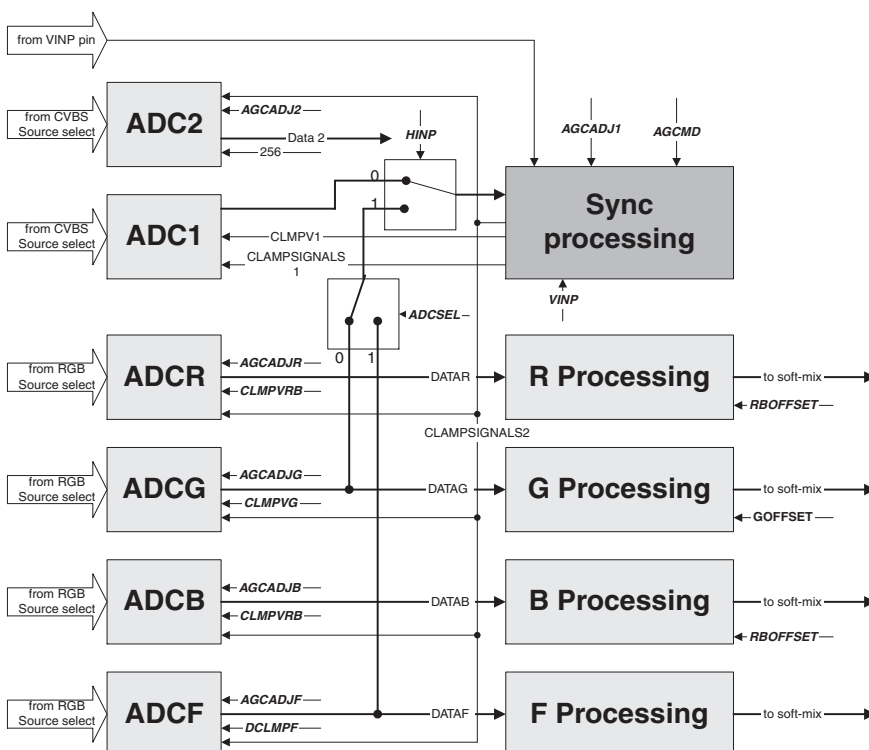 from VINP pin
from CVBS
Source select
ADC2
AGCADJ2
Data 2
256
HINP
0
1
AGCADJ1
AGCMD
Sync
processing
VINP
from CVBS
Source select
ADC1
CLMPV1
CLAMPSIGNALS
1
ADCSEL
0
1
from RGB
Source select
ADCR
AGCADJR
CLMPVRB
DATAR
R Processing
to soft-mix
RBOFFSET
CLAMPSIGNALS2
from RGB
Source select
ADCG
AGCADJG
CLMPVG
DATAG
G Processing
to soft-mix
GOFFSET
from RGB
Source select
ADCB
AGCADJB
CLMPVRB
DATAB
B Processing
to soft-mix
RBOFFSET
from RGB
Source select
ADCF
AGCADJF
DCLMPF
DATAF
F Processing
to soft-mix